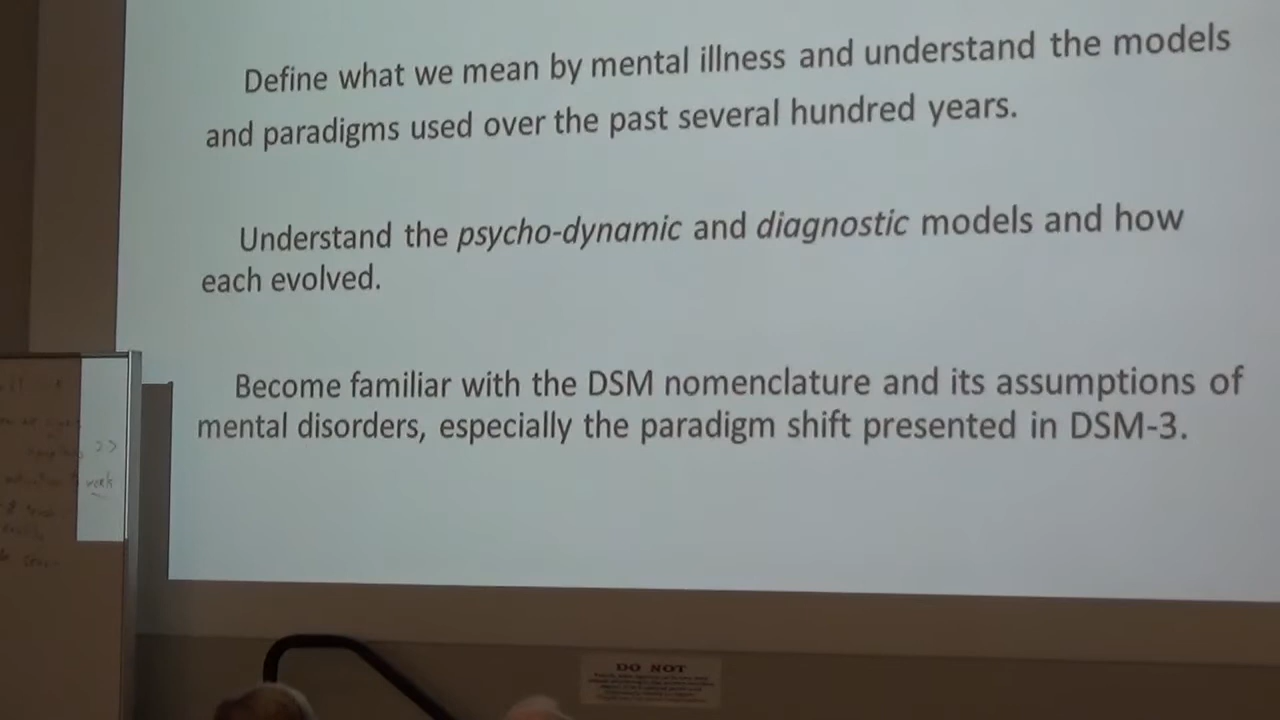 Define what we mean by mental illness and understand the models
and paradigms used over the past several hundred years.
Understand the psycho-dynamic and diagnostic models and how
each evolved.
Become familiar with the DSM nomenclature and its assumptions of
mental disorders, especially the paradigm shift presented in DSM-3.
work
DO NOT